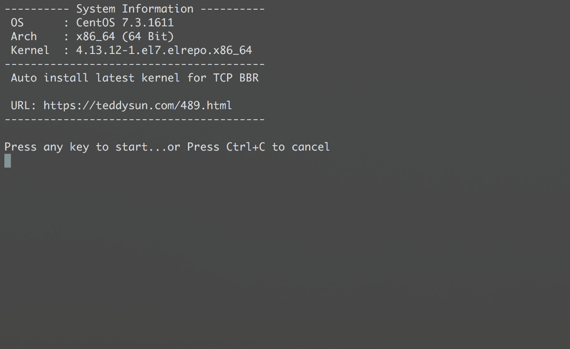 ---------- System Information ----------
 OS      : CentOS 7.3.1611
 Arch    : x86_64 (64 Bit)
 Kernel  : 4.13.12-1.el7.elrepo.x86_64
----------------------------------------
 Auto install latest kernel for TCP BBR

 URL: https://teddysun.com/489.html
----------------------------------------

Press any key to start...or Press Ctrl+C to cancel